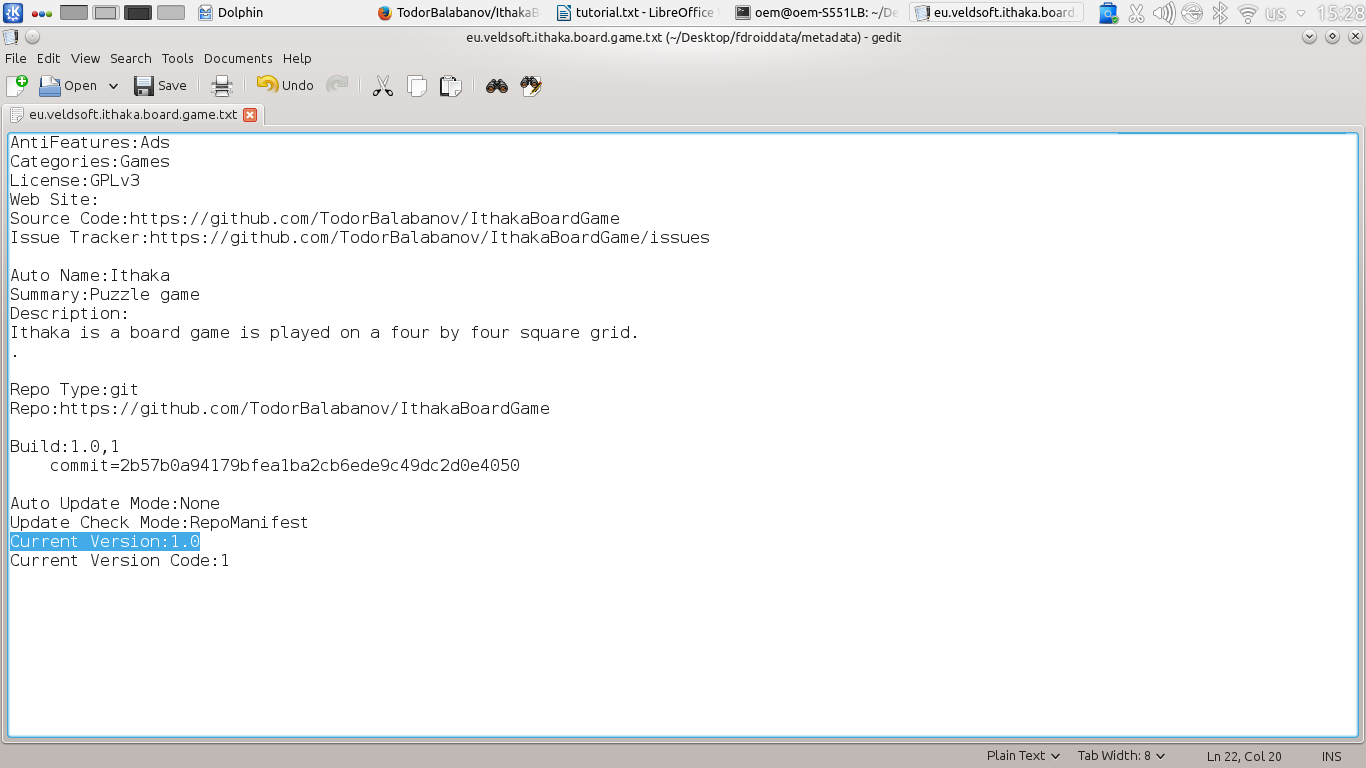 Dolphin
TodorBalabanov/IthakaB
tutorial.txt - LibreOffice
oem@oem-S551LB: ~/De
eu.veldsoft.ithaka.board
us
15:28
eu.veldsoft.ithaka.board.game.txt (~/Desktop/fdroiddata/metadata) - gedit
File Edit View Search Tools Documents Help
Open Save Undo
eu.veldsoft.ithaka.board.game.txt
AntiFeatures:Ads
Categories:Games
License:GPLv3
Web Site:
Source Code:https://github.com/TodorBalabanov/IthakaBoardGame
Issue Tracker:https://github.com/TodorBalabanov/IthakaBoardGame/issues
Auto Name:Ithaka
Summary:Puzzle game
Description:
Ithaka is a board game is played on a four by four square grid.
.
Repo Type:git
Repo:https://github.com/TodorBalabanov/IthakaBoardGame
Build:1.0,1
commit=2b57b0a94179bfea1ba2cb6ede9c49dc2d0e4050
Auto Update Mode:None
Update Check Mode:RepoManifest
Current Version:1.0
Current Version Code:1
Plain Text Tab Width: 8 Ln 22, Col 20 INS